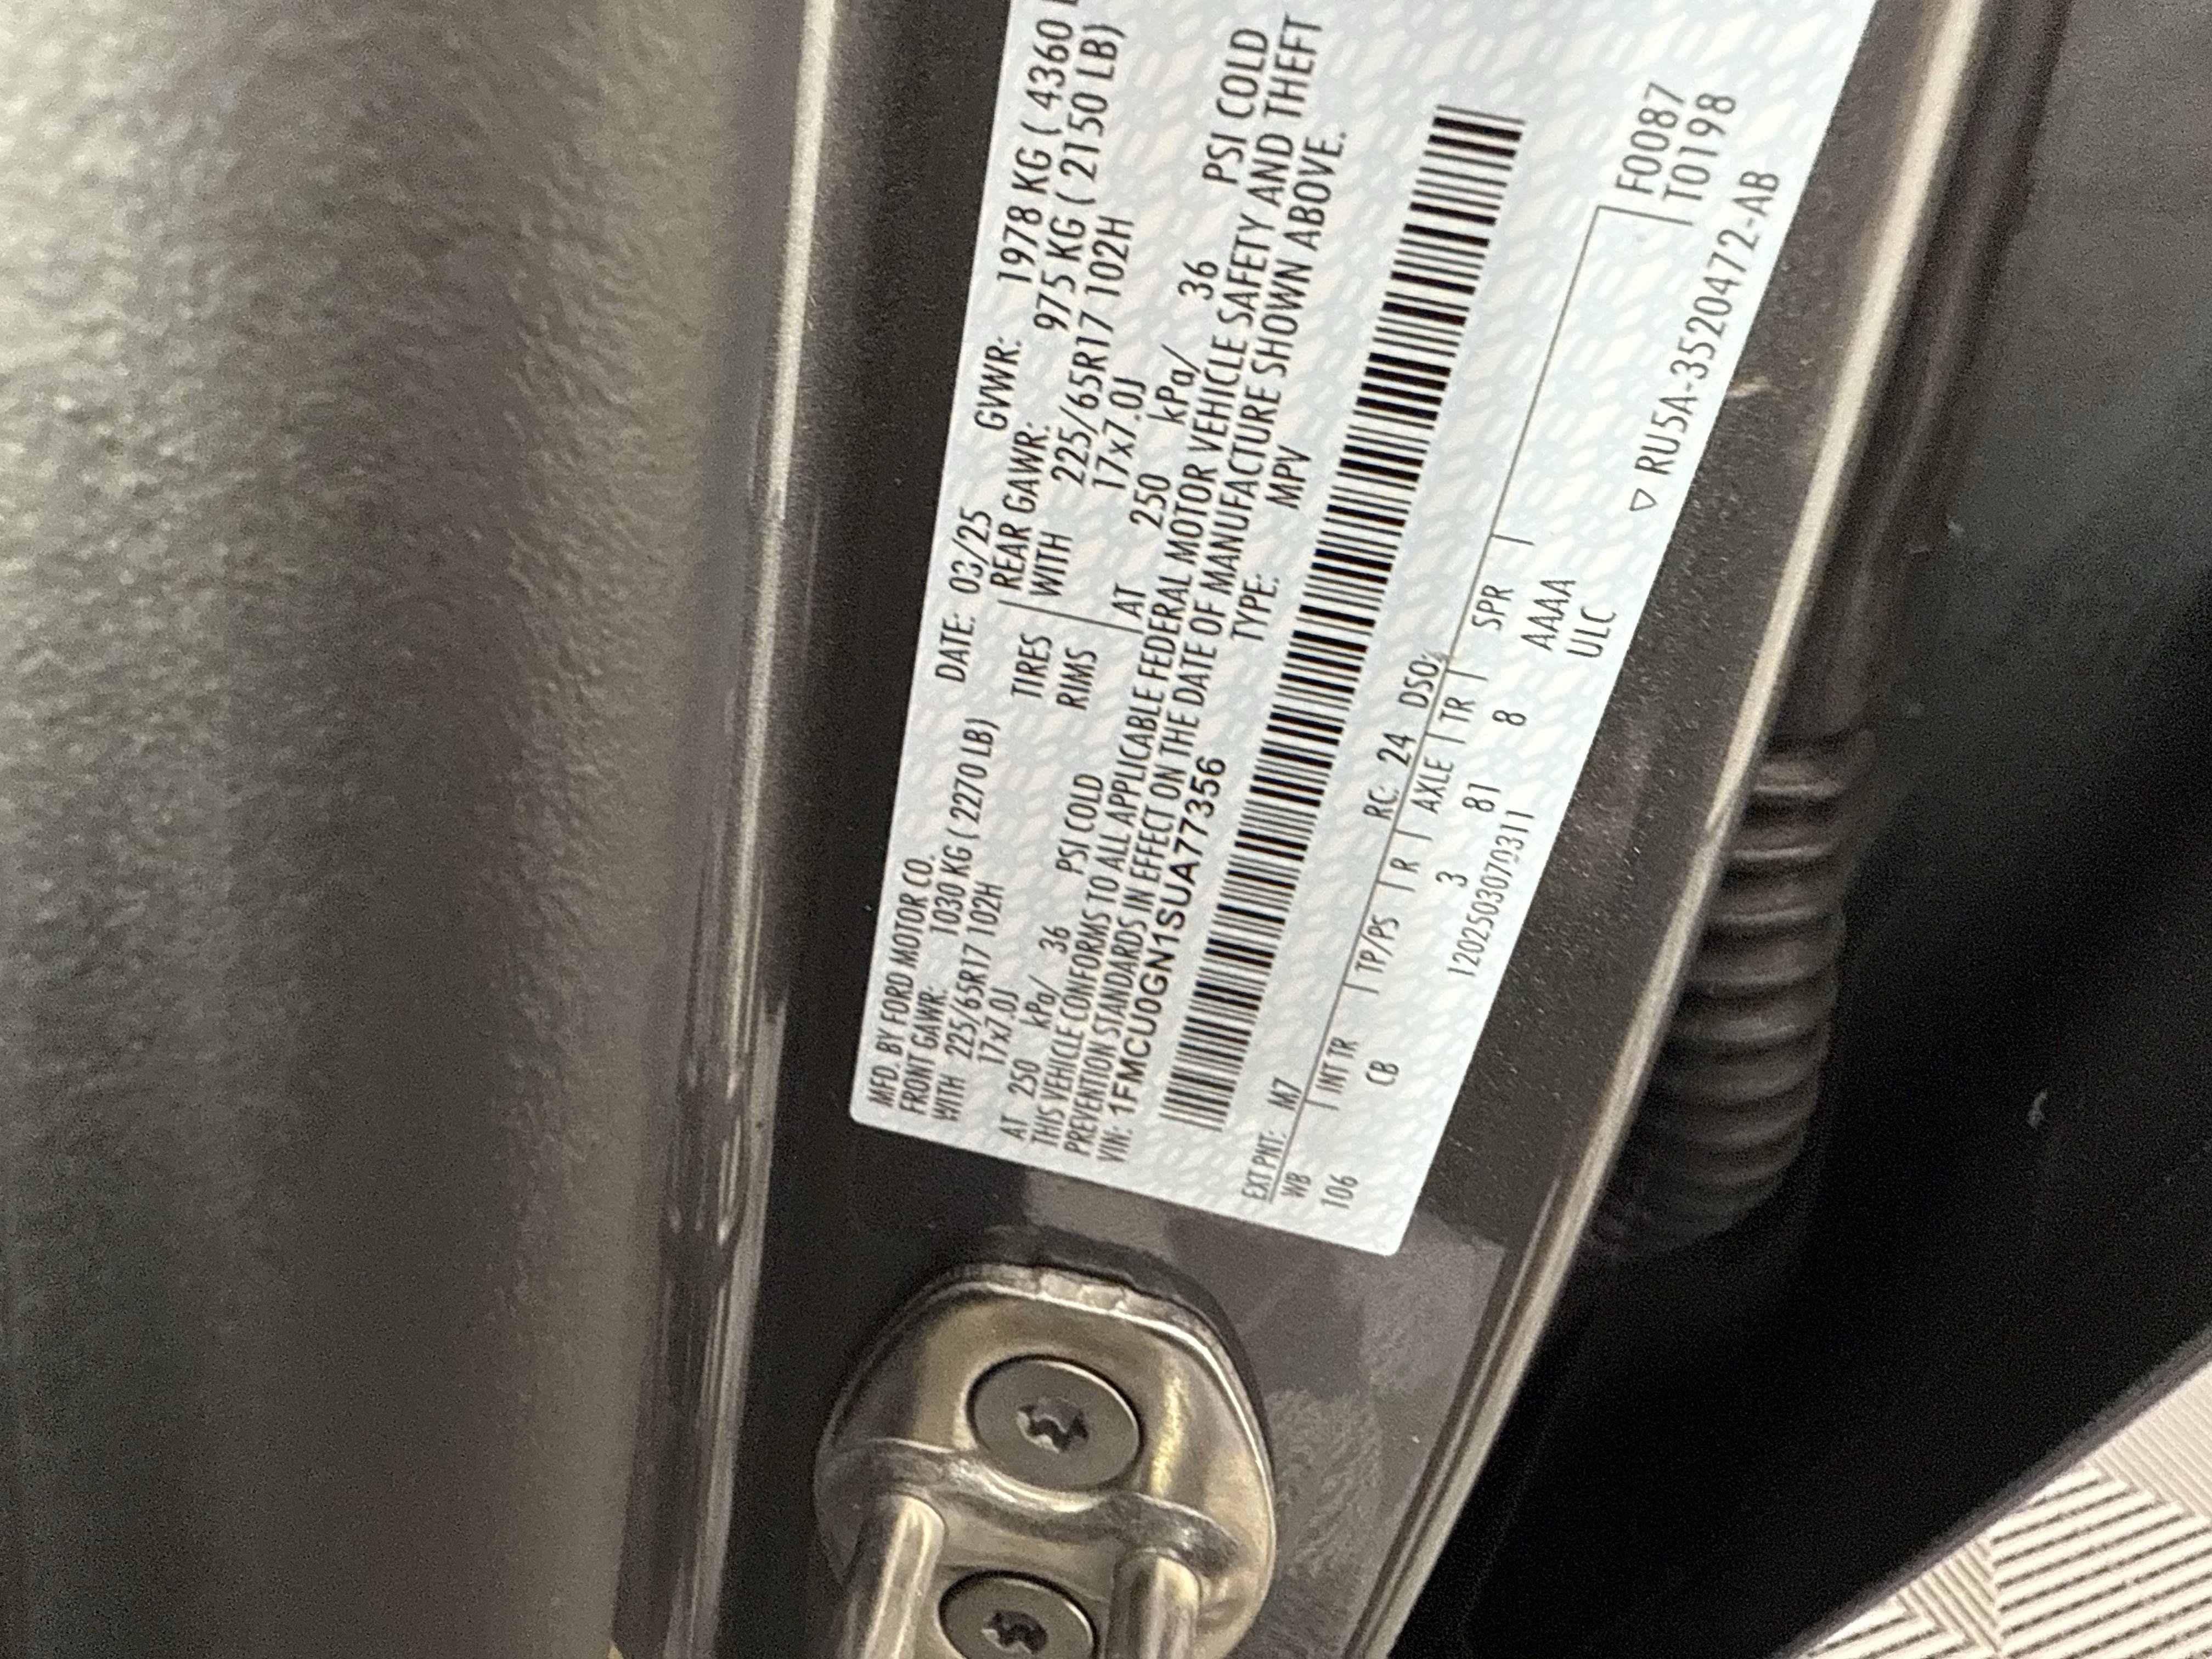 MFD. BY FORD MOTOR CO. DATE: 03/25 GVWR: 1978 KG ( 4360
FRONT GAWR: 1030 KG ( 2270 LB) REAR GAWR: 975 KG ( 2150 LB)
WITH 225/65R17 102H TIRES WITH 225/65R17 102H
17x7.0J RIMS 17x7.0J
AT 250 kPa/ 36 PSI COLD AT 250 kPa/ 36 PSI COLD
THIS VEHICLE CONFORMS TO ALL APPLICABLE FEDERAL MOTOR VEHICLE SAFETY AND THEFT
PREVENTION STANDARDS IN EFFECT ON THE DATE OF MANUFACTURE SHOWN ABOVE.
VIN: 1FMCU0GN1SUA77356 TYPE: MPV
EXT PNT: M7 RC: 24 DSO:
WB INT TR TP/PS R AXLE TR SPR F0087
106 CB 3 81 8 AAAA T0198
120250307031 1 ULC
▽ RU5A-3520472-AB